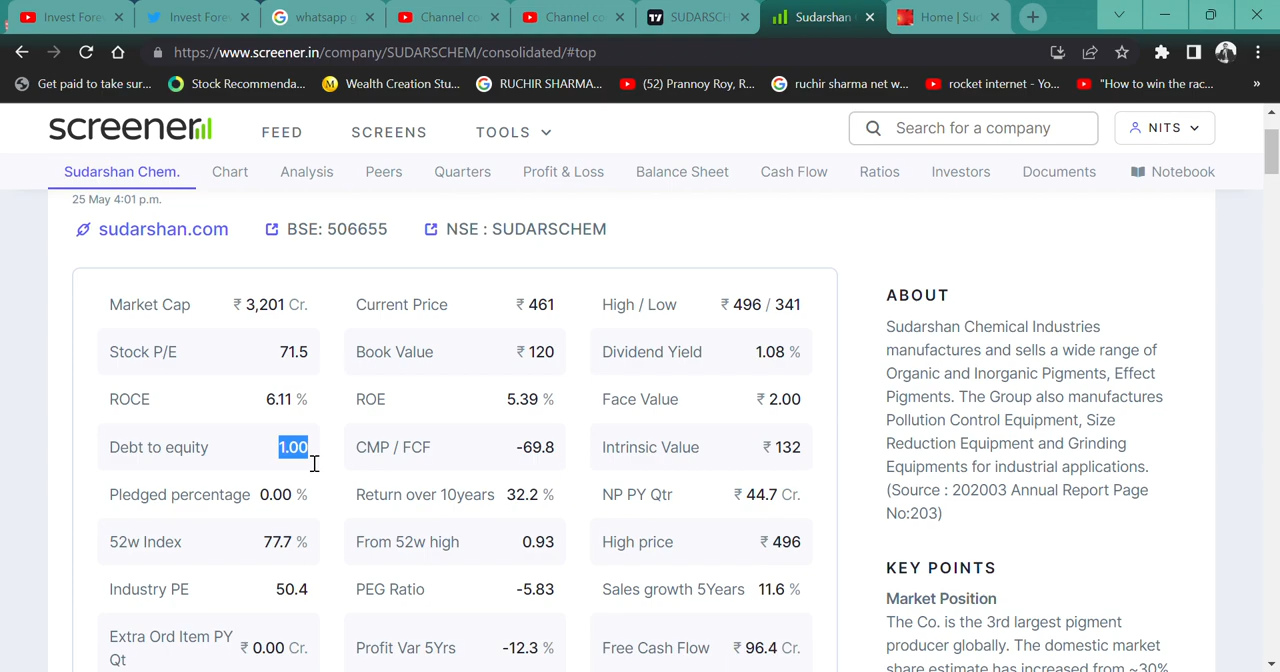 Invest Forev
Invest Forev
whatsapp g
Channel co
Channel co
SUDARSCH
Sudarshan
Home | Sud
https://www.screener.in/company/SUDARSCHEM/consolidated/#top
Get paid to take sur...
Stock Recommenda...
Wealth Creation Stu...
RUCHIR SHARMA...
(52) Prannoy Roy, R...
ruchir sharma net w...
rocket internet - Yo...
"How to win the rac...
»
screener
FEED
SCREENS
TOOLS
Search for a company
NITS
Sudarshan Chem.
Chart
Analysis
Peers
Quarters
Profit & Loss
Balance Sheet
Cash Flow
Ratios
Investors
Documents
Notebook
25 May 4:01 p.m.
sudarshan.com
BSE: 506655
NSE : SUDARSCHEM
Market Cap ₹ 3,201 Cr.
Current Price ₹ 461
High / Low ₹ 496 / 341
Stock P/E 71.5
Book Value ₹ 120
Dividend Yield 1.08 %
ROCE 6.11 %
ROE 5.39 %
Face Value ₹ 2.00
Debt to equity 1.00
CMP / FCF -69.8
Intrinsic Value ₹ 132
Pledged percentage 0.00 %
Return over 10years 32.2 %
NP PY Qtr ₹ 44.7 Cr.
52w Index 77.7 %
From 52w high 0.93
High price ₹ 496
Industry PE 50.4
PEG Ratio -5.83
Sales growth 5Years 11.6 %
Extra Ord Item PY
Qt
₹ 0.00 Cr.
Profit Var 5Yrs -12.3 %
Free Cash Flow ₹ 96.4 Cr.
ABOUT
Sudarshan Chemical Industries
manufactures and sells a wide range of
Organic and Inorganic Pigments, Effect
Pigments. The Group also manufactures
Pollution Control Equipment, Size
Reduction Equipment and Grinding
Equipments for industrial applications.
(Source : 202003 Annual Report Page
No:203)
KEY POINTS
Market Position
The Co. is the 3rd largest pigment
producer globally. The domestic market
share estimate has increased from ~30%